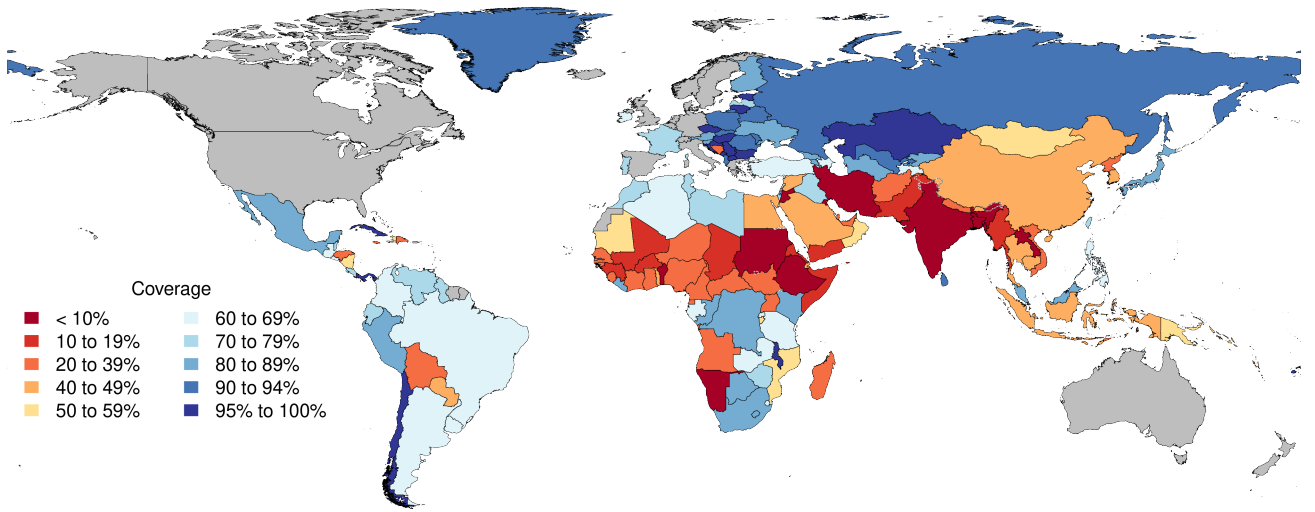 Coverage
< 10%
10 to 19%
20 to 39%
40 to 49%
50 to 59%
60 to 69%
70 to 79%
80 to 89%
90 to 94%
95% to 100%